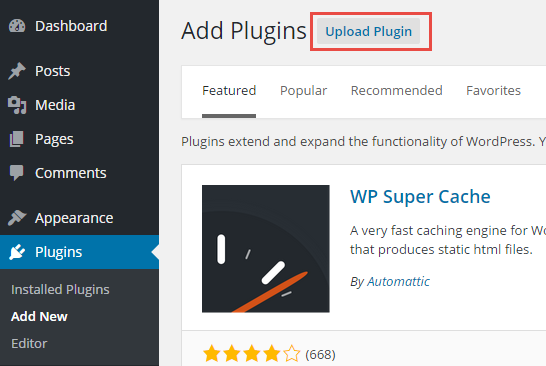 Dashboard
Posts
Media
Pages
Comments
Appearance
Plugins
Installed Plugins
Add New
Editor
Add Plugins Upload Plugin
Featured Popular Recommended Favorites
Plugins extend and expand the functionality of WordPress. Y
WP Super Cache
A very fast caching engine for Wo
that produces static html files.
By Automattic
(668)